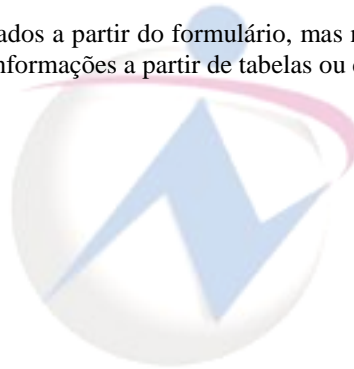 ados a partir do formulário, mas
nformações a partir de tabelas ou